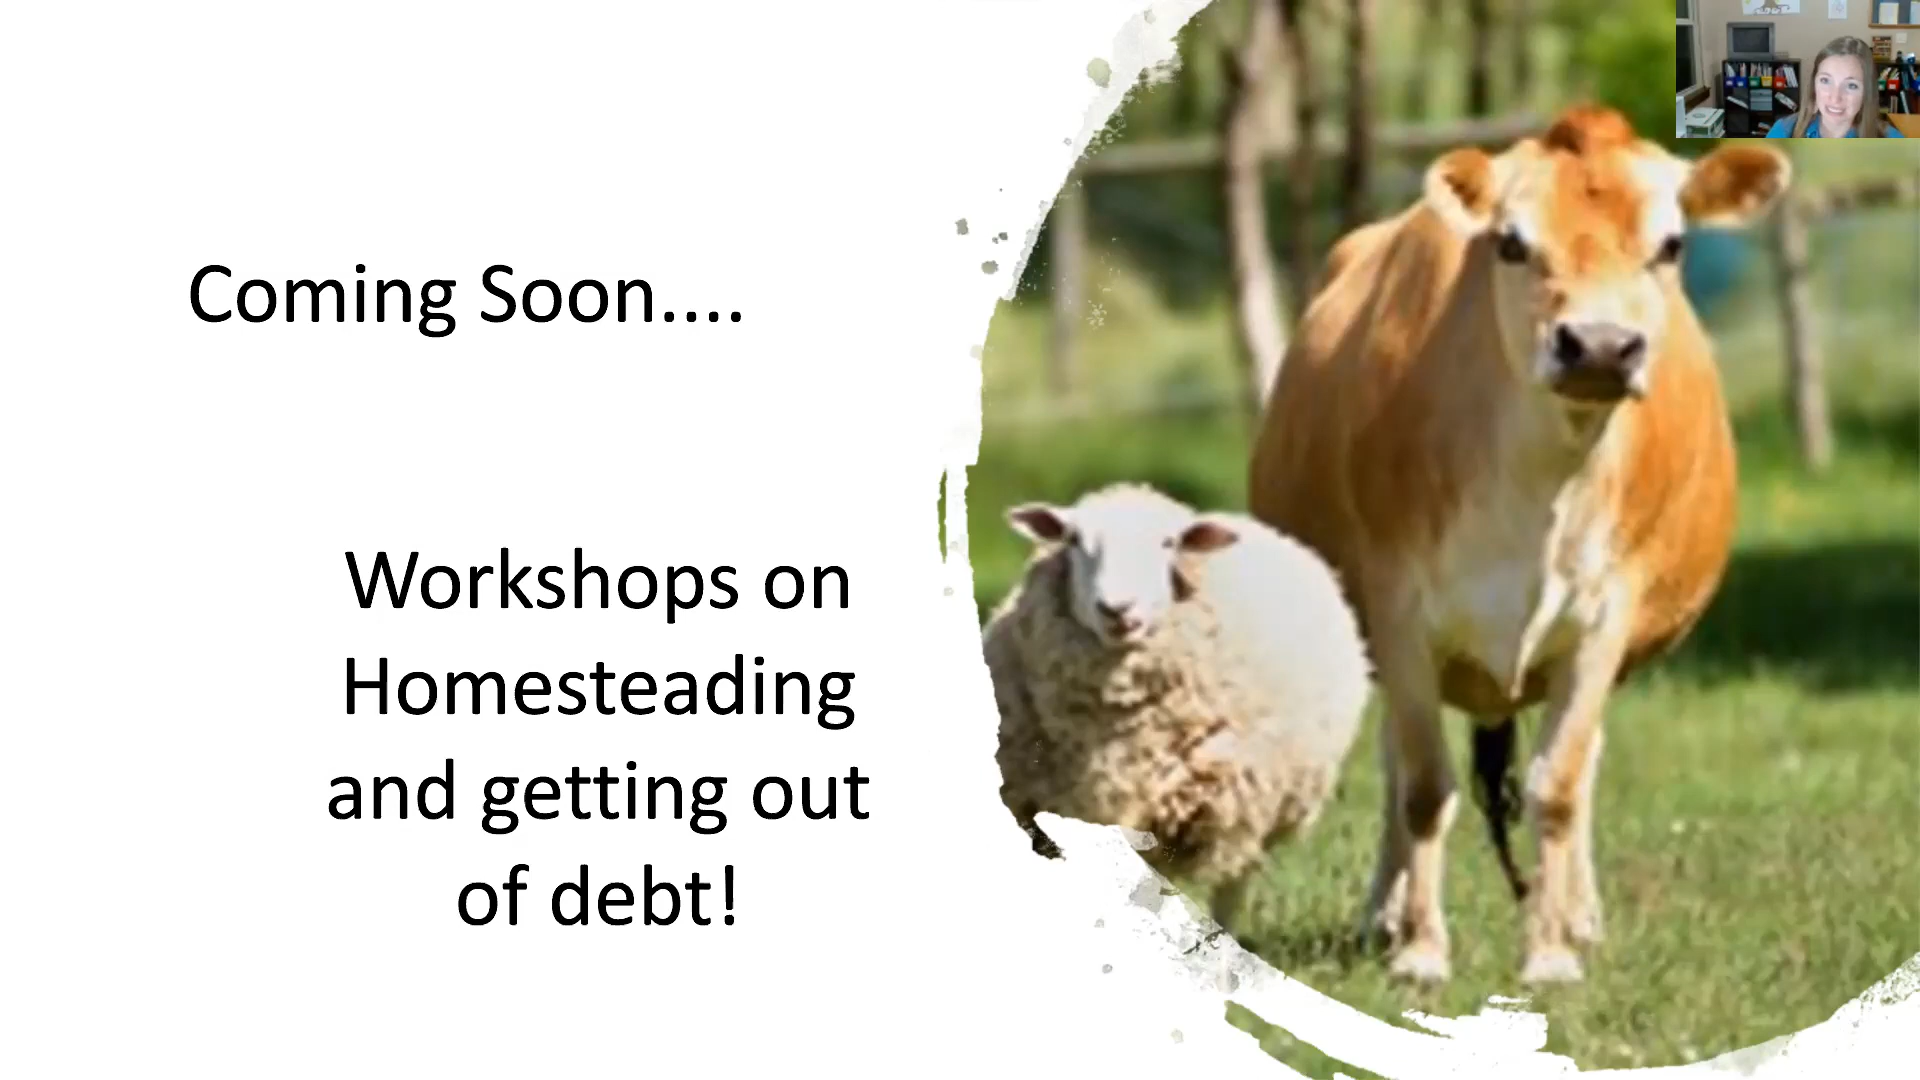 Coming Soon....
Workshops on
Homesteading
and getting out
of debt!